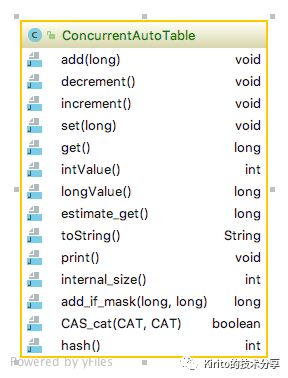 C ConcurrentAutoTable
add(long) void
decrement() void
increment() void
set(long) void
get() long
intValue() int
longValue() long
estimate_get() long
toString() String
print() void
internal_size() int
add_if_mask(long, long) long
CAS_cat(CAT, CAT) boolean
hash() int
Powered by yFiles
Kirito的技术分享